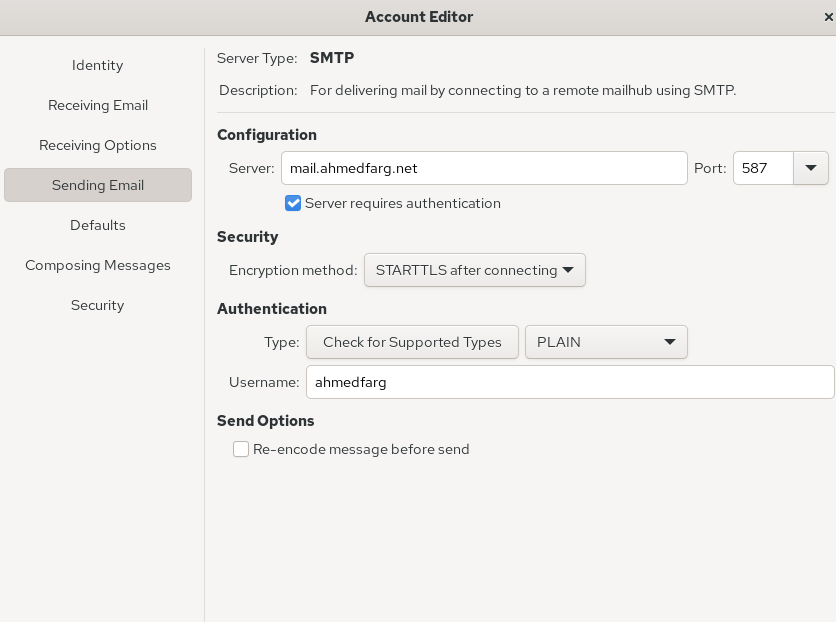 Account Editor
Identity
Receiving Email
Receiving Options
Sending Email
Defaults
Composing Messages
Security
Server Type: SMTP
Description: For delivering mail by connecting to a remote mailhub using SMTP.
Configuration
Server: mail.ahmedfarg.net Port: 587
Server requires authentication
Security
Encryption method: STARTTLS after connecting
Authentication
Type: Check for Supported Types PLAIN
Username: ahmedfarg
Send Options
Re-encode message before send